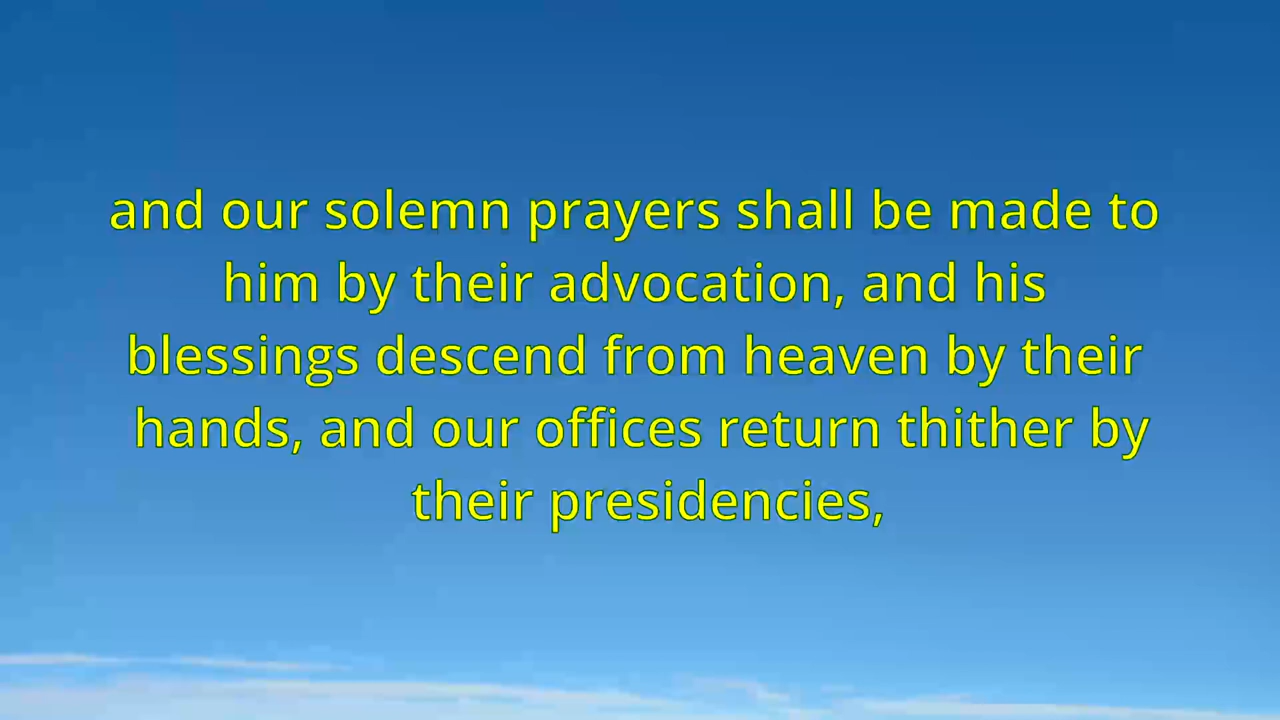 and our solemn prayers shall be made to
him by their advocation, and his
blessings descend from heaven by their
hands, and our offices return thither by
their presidencies,